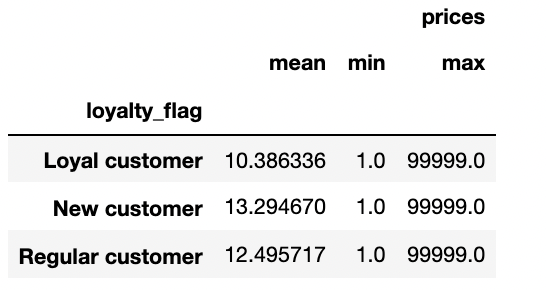 prices
mean min max
loyalty_flag
Loyal customer 10.386336 1.0 99999.0
New customer 13.294670 1.0 99999.0
Regular customer 12.495717 1.0 99999.0